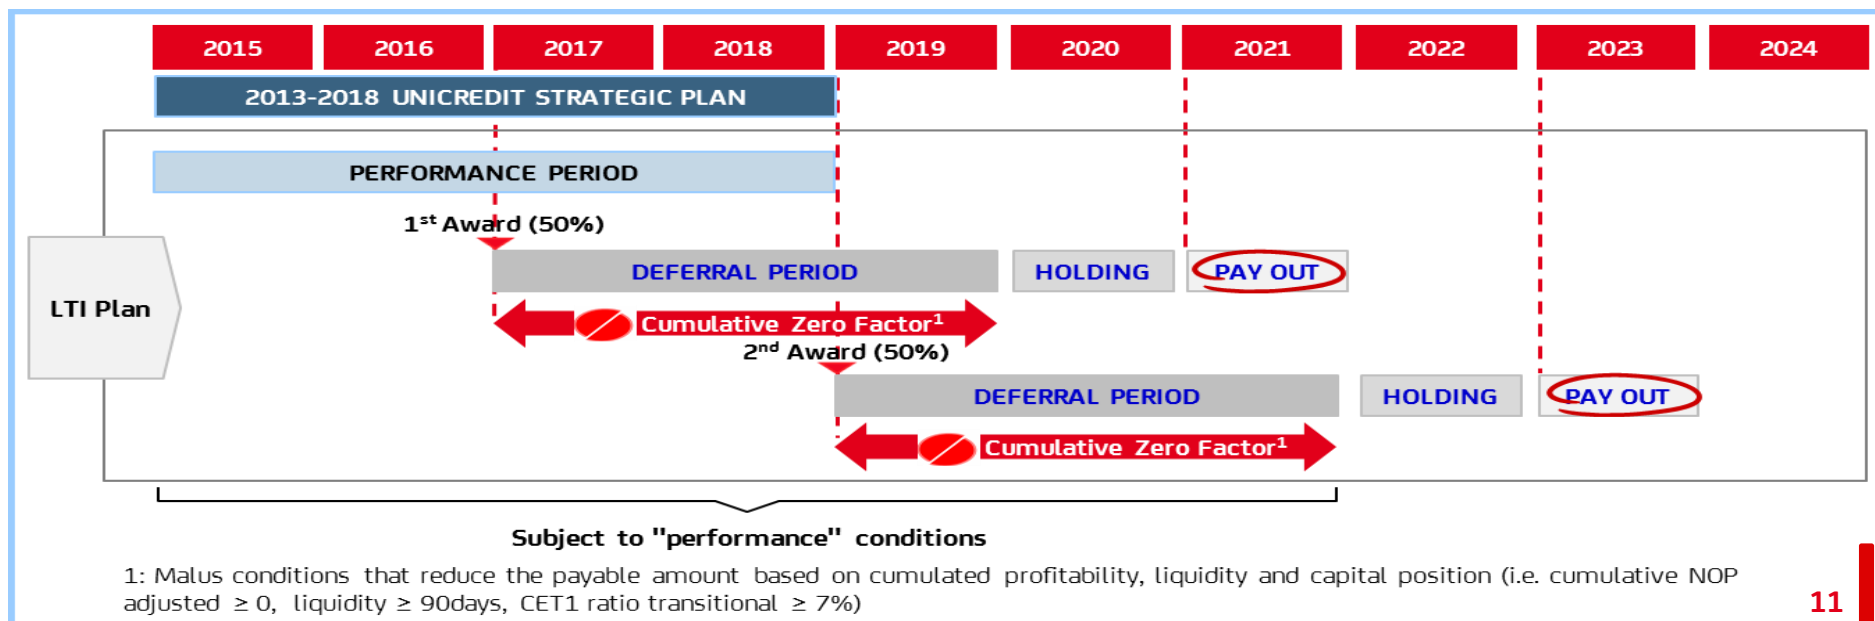 2015 2016 2017 2018 2019 2020 2021 2022 2023 2024
2013-2018 UNICREDIT STRATEGIC PLAN
PERFORMANCE PERIOD
1st Award (50%)
LTI Plan
DEFERRAL PERIOD HOLDING PAY OUT
Cumulative Zero Factor1
2nd Award (50%)
DEFERRAL PERIOD HOLDING PAY OUT
Cumulative Zero Factor1
Subject to "performance" conditions
1: Malus conditions that reduce the payable amount based on cumulated profitability, liquidity and capital position (i.e. cumulative NOP
adjusted ≥ 0, liquidity ≥ 90days, CET1 ratio transitional ≥ 7%)
11